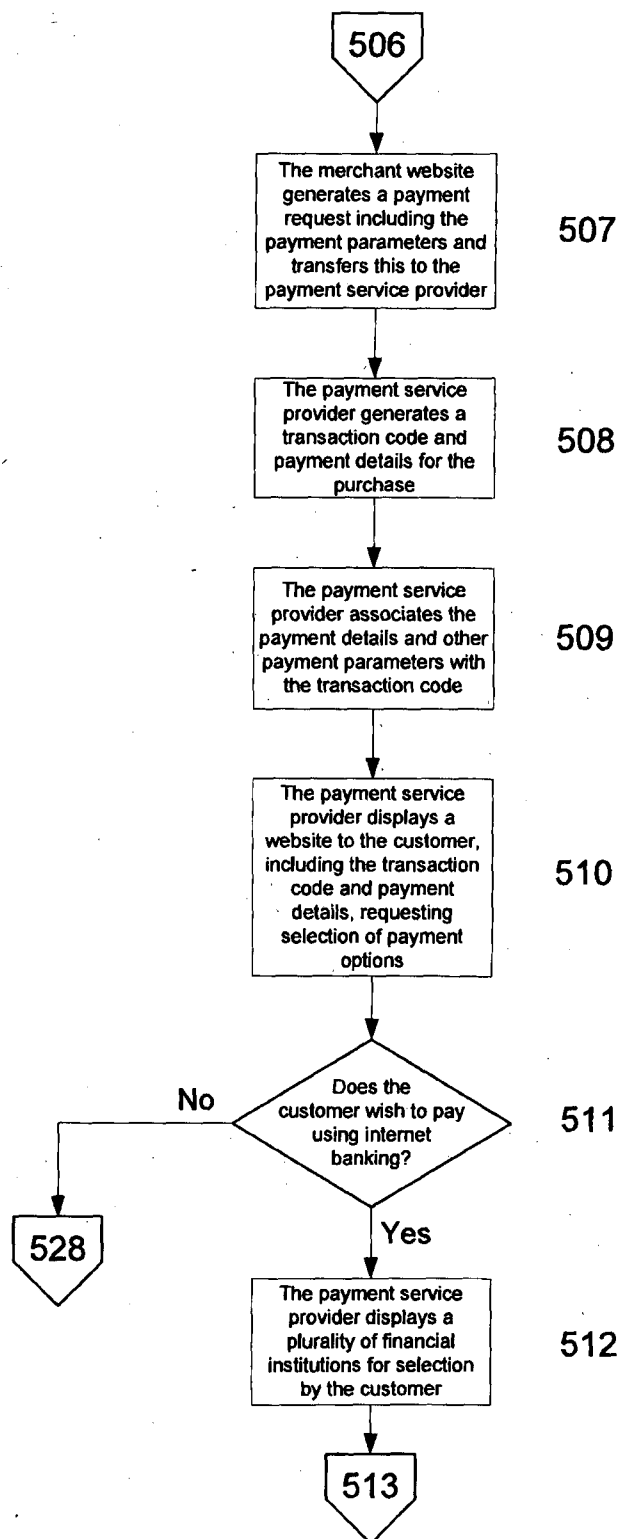 506
The merchant website
generates a payment
request including the
payment parameters and
transfers this to the
payment service provider
507
The payment service
provider generates a
transaction code and
payment details for the
purchase
508
The payment service
provider associates the
payment details and other
payment parameters with
the transaction code
509
The payment service
provider displays a
website to the customer,
including the transaction
code and payment
details, requesting
selection of payment
options
510
Does the
customer wish to pay
using internet
banking?
511
No
528
Yes
The payment service
provider displays a
plurality of financial
institutions for selection
by the customer
512
513